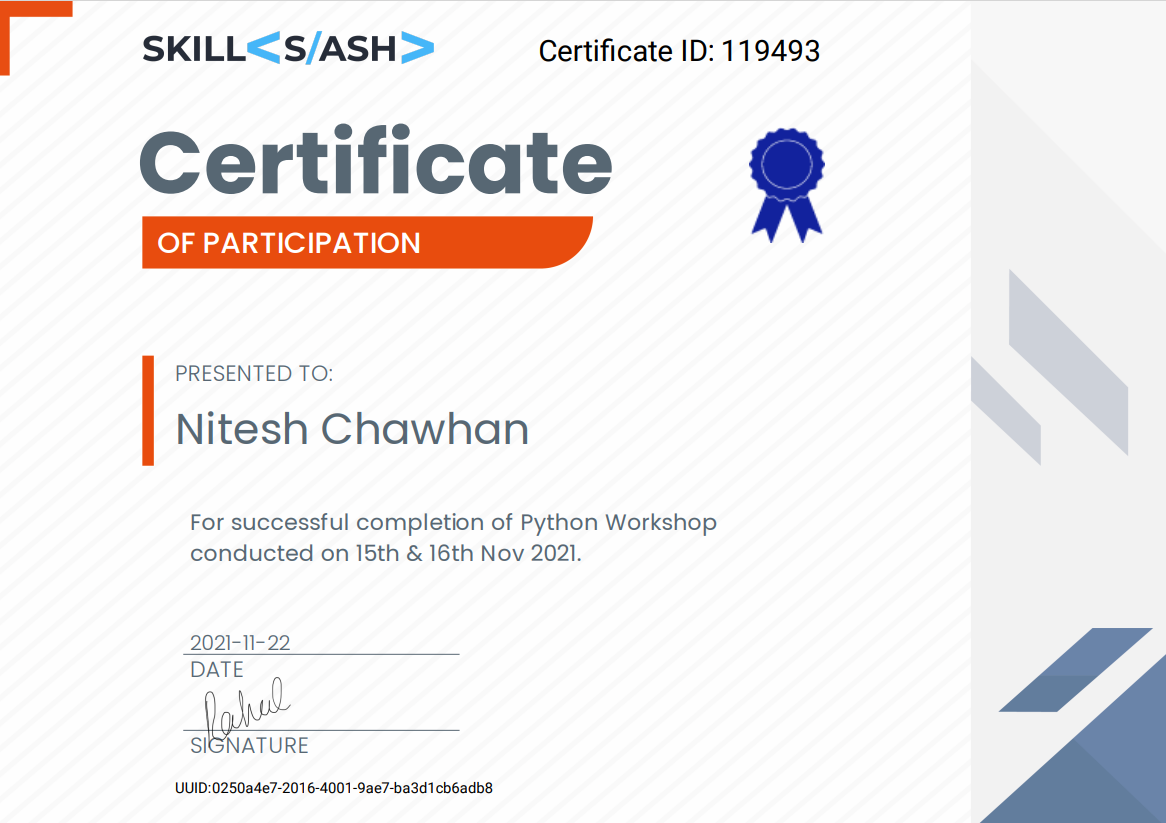 SKILL<S/ASH>
Certificate ID: 119493
Certificate
OF PARTICIPATION
PRESENTED TO:
Nitesh Chawhan
For successful completion of Python Workshop
conducted on 15th & 16th Nov 2021.
2021-11-22
DATE
Rahul
SIGNATURE
UUID:0250a4e7-2016-4001-9ae7-ba3d1cb6adb8